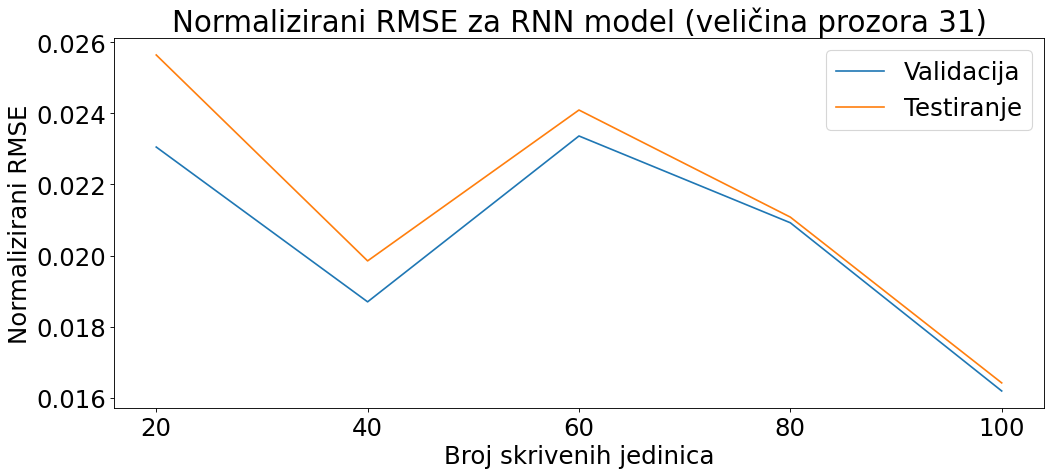 Normalizirani RMSE za RNN model (veličina prozora 31)
Normalizirani RMSE
0.026
0.024
0.022
0.020
0.018
0.016
Validacija
Testiranje
20 40 60 80 100
Broj skrivenih jedinica